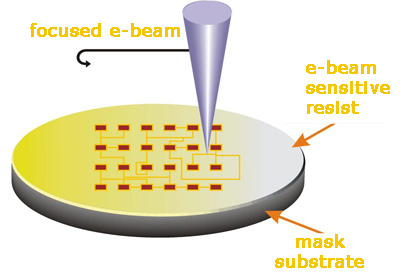 focused e-beam
e-beam
sensitive
resist
mask
substrate